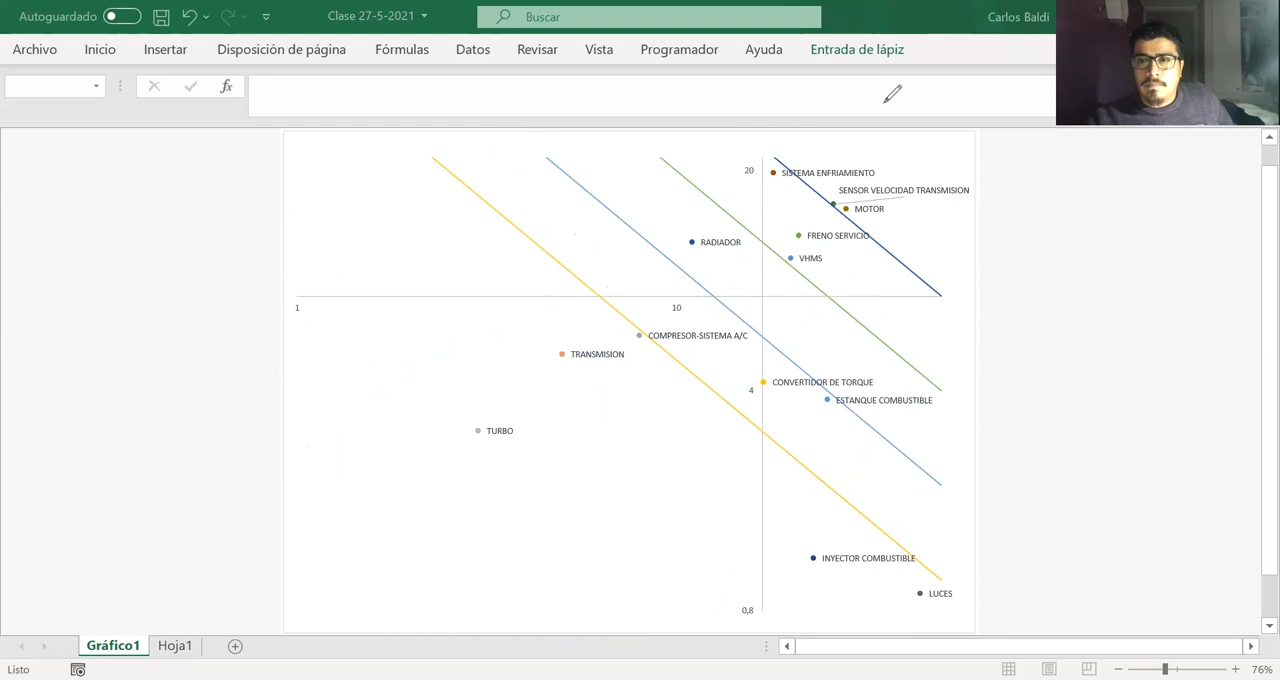 Autoguardado
Clase 27-5-2021
Buscar
Carlos Baldi
Archivo Inicio Insertar Disposición de página Fórmulas Datos Revisar Vista Programador Ayuda Entrada de lápiz
fx
20
SISTEMA ENFRIAMIENTO
SENSOR VELOCIDAD TRANSMISION
MOTOR
FRENO SERVICIO
RADIADOR
VHMS
1
10
COMPRESOR-SISTEMA A/C
TRANSMISION
CONVERTIDOR DE TORQUE
4
ESTANQUE COMBUSTIBLE
TURBO
INYECTOR COMBUSTIBLE
LUCES
0,8
Gráfico1 Hoja1
Listo
76%